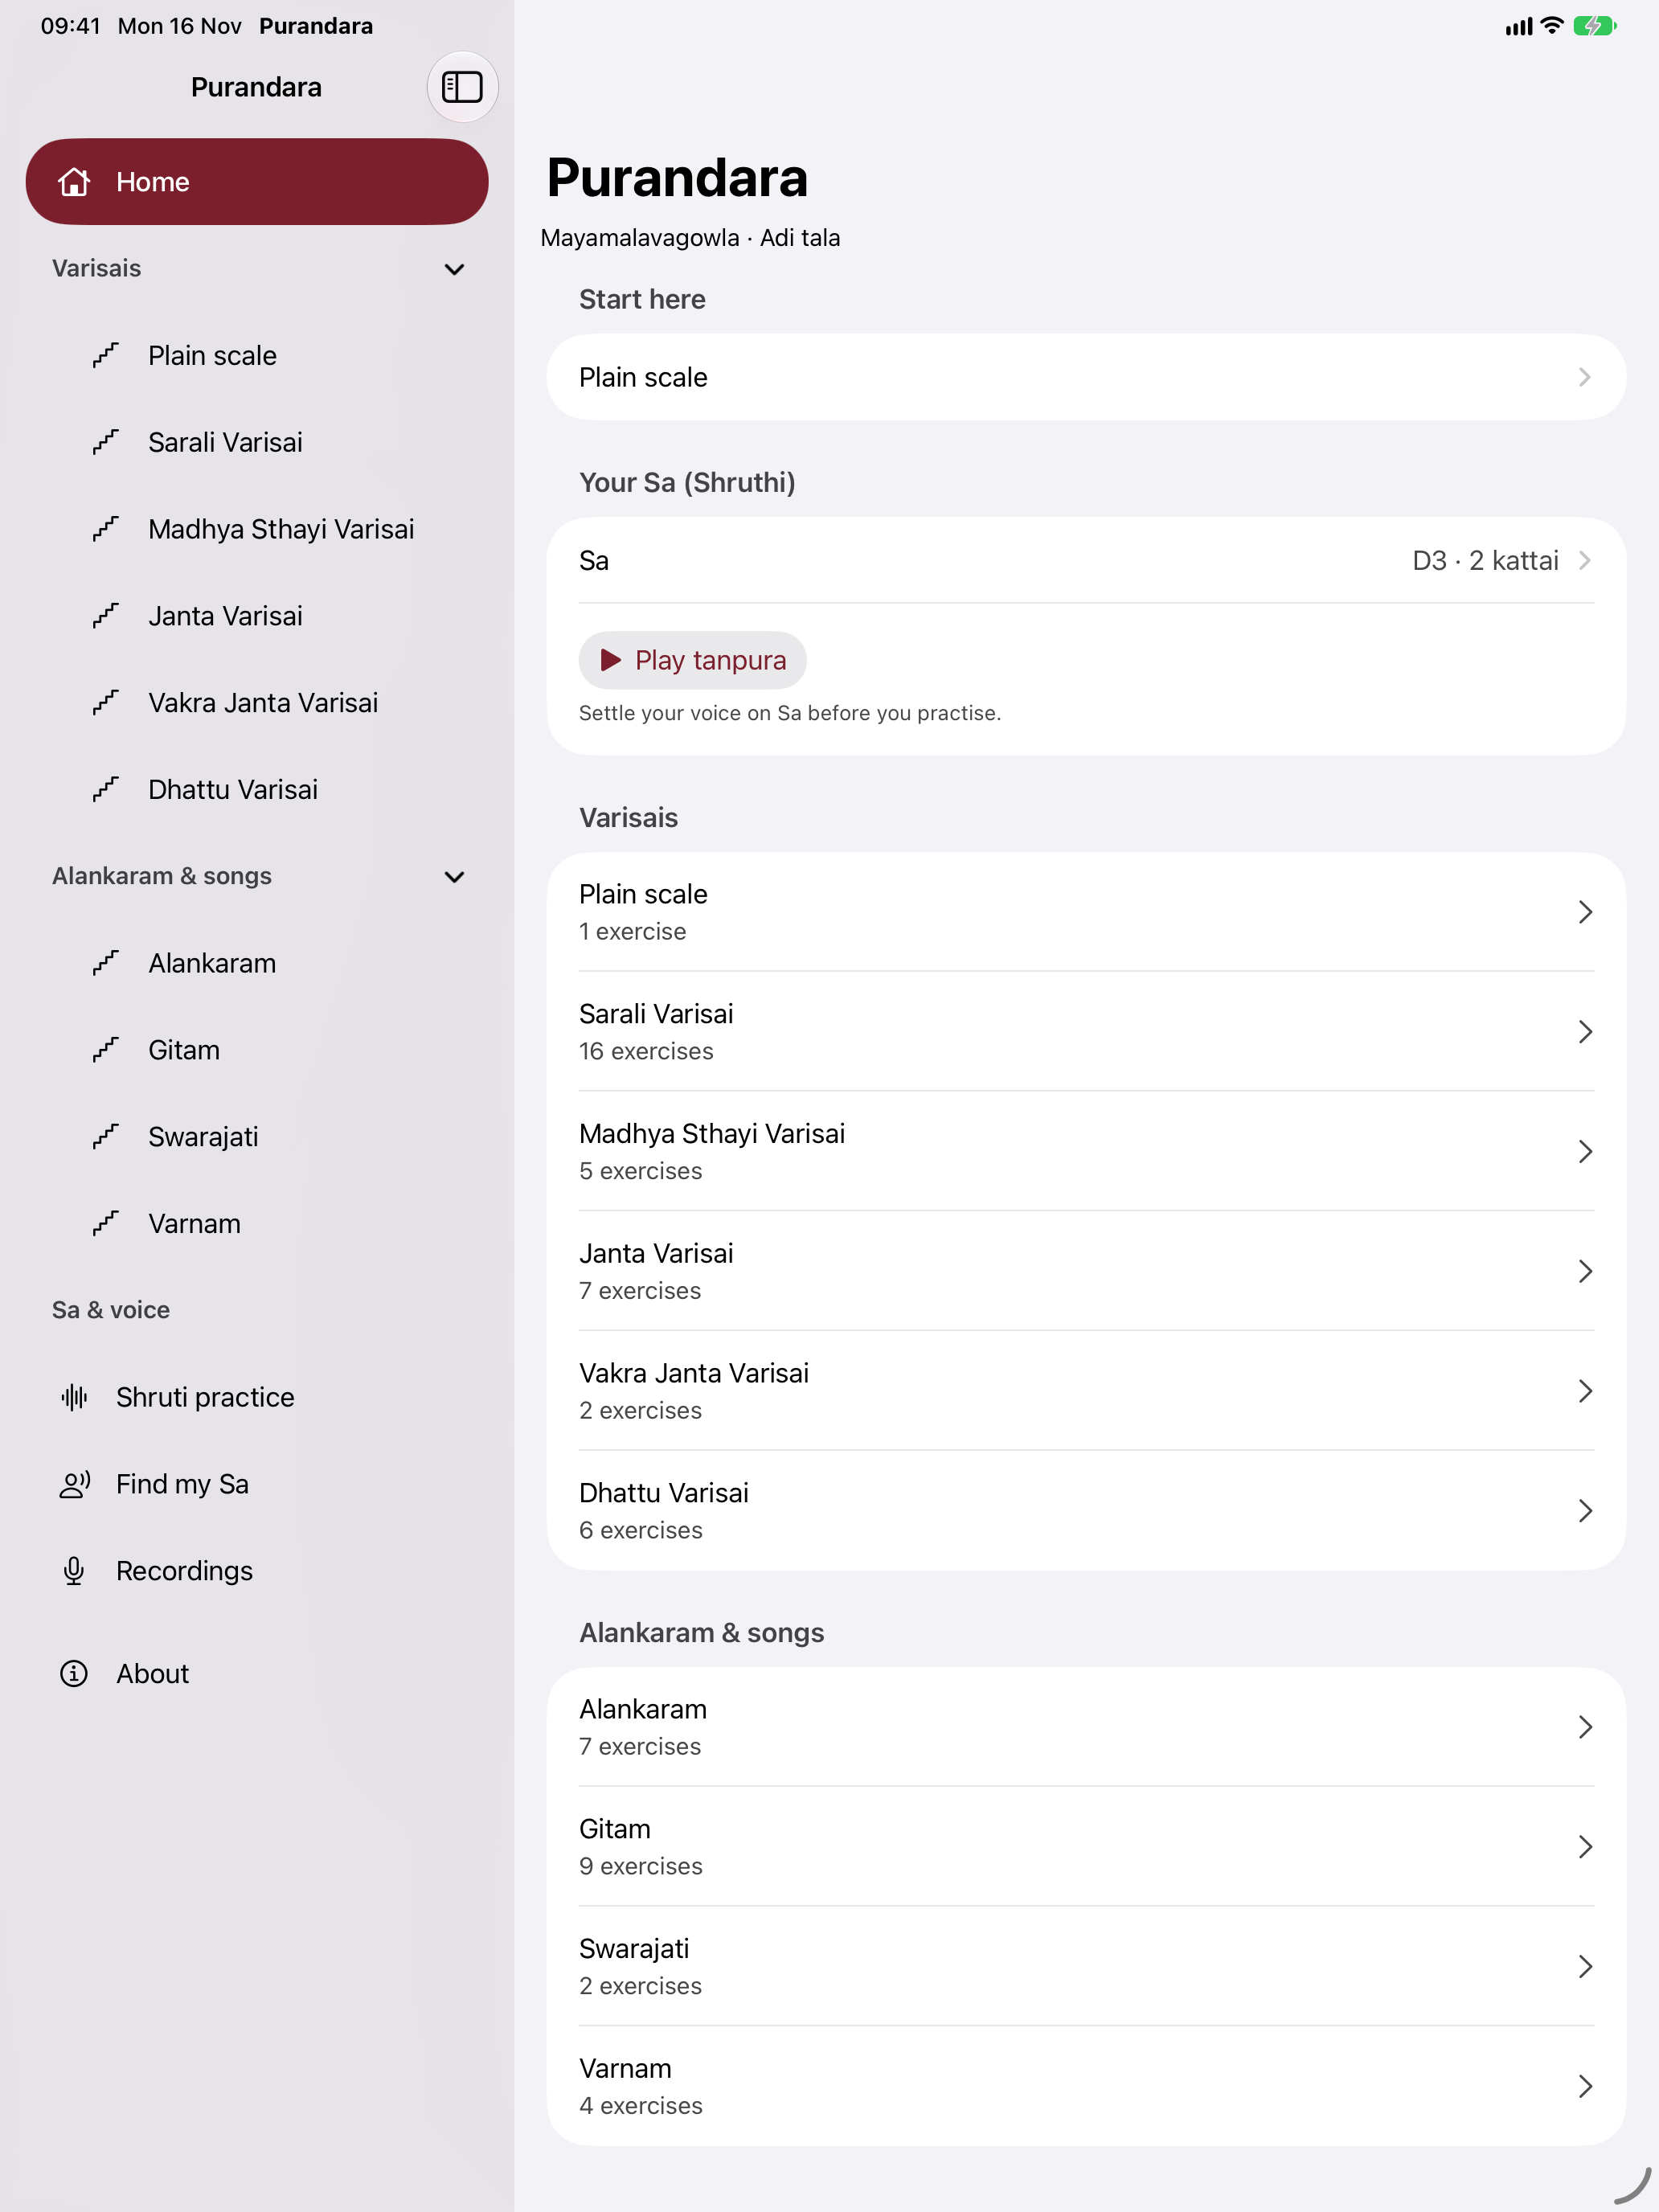 09:41 Mon 16 Nov Purandara
Purandara
Home
Varisais
Plain scale
Sarali Varisai
Madhya Sthayi Varisai
Janta Varisai
Vakra Janta Varisai
Dhattu Varisai
Alankaram & songs
Alankaram
Gitam
Swarajati
Varnam
Sa & voice
Shruti practice
Find my Sa
Recordings
About
Purandara
Mayamalavagowla · Adi tala
Start here
Plain scale
Your Sa (Shruthi)
Sa D3 · 2 kattai
Play tanpura
Settle your voice on Sa before you practise.
Varisais
Plain scale
1 exercise
Sarali Varisai
16 exercises
Madhya Sthayi Varisai
5 exercises
Janta Varisai
7 exercises
Vakra Janta Varisai
2 exercises
Dhattu Varisai
6 exercises
Alankaram & songs
Alankaram
7 exercises
Gitam
9 exercises
Swarajati
2 exercises
Varnam
4 exercises